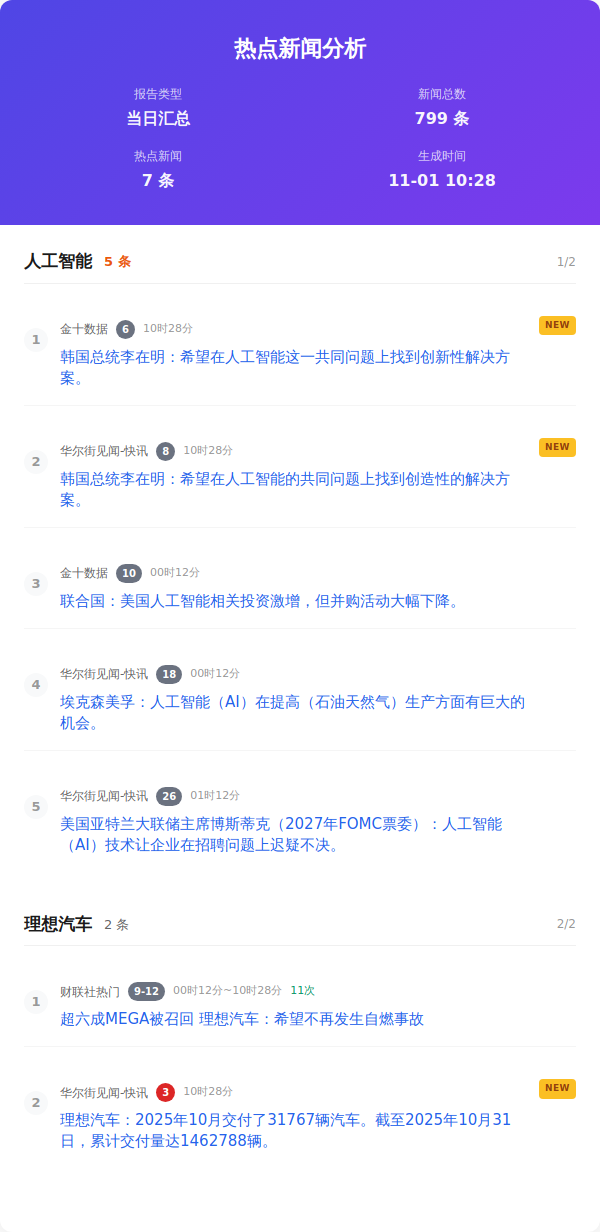 热点新闻分析
报告类型
新闻总数
当日汇总
799 条
热点新闻
生成时间
7 条
11-01 10:28
人工智能 5 条 1/2
1
金十数据 6 10时28分 NEW
韩国总统李在明：希望在人工智能这一共同问题上找到创新性解决方
案。
2
华尔街见闻-快讯 8 10时28分 NEW
韩国总统李在明：希望在人工智能的共同问题上找到创造性的解决方
案。
3
金十数据 10 00时12分
联合国：美国人工智能相关投资激增，但并购活动大幅下降。
4
华尔街见闻-快讯 18 00时12分
埃克森美孚：人工智能（AI）在提高（石油天然气）生产方面有巨大的
机会。
5
华尔街见闻-快讯 26 01时12分
美国亚特兰大联储主席博斯蒂克（2027年FOMC票委）：人工智能
（AI）技术让企业在招聘问题上迟疑不决。
理想汽车 2 条 2/2
1
财联社热门 9-12 00时12分~10时28分 11次
超六成MEGA被召回 理想汽车：希望不再发生自燃事故
2
华尔街见闻-快讯 3 10时28分 NEW
理想汽车：2025年10月交付了31767辆汽车。截至2025年10月31
日，累计交付量达1462788辆。